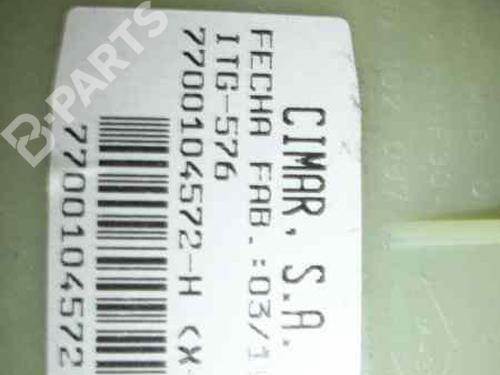 CIMAR, S.A.
FECHA FAB.:03/1
ITG-576
7700104572-H (X
7700104572
B-PARTS